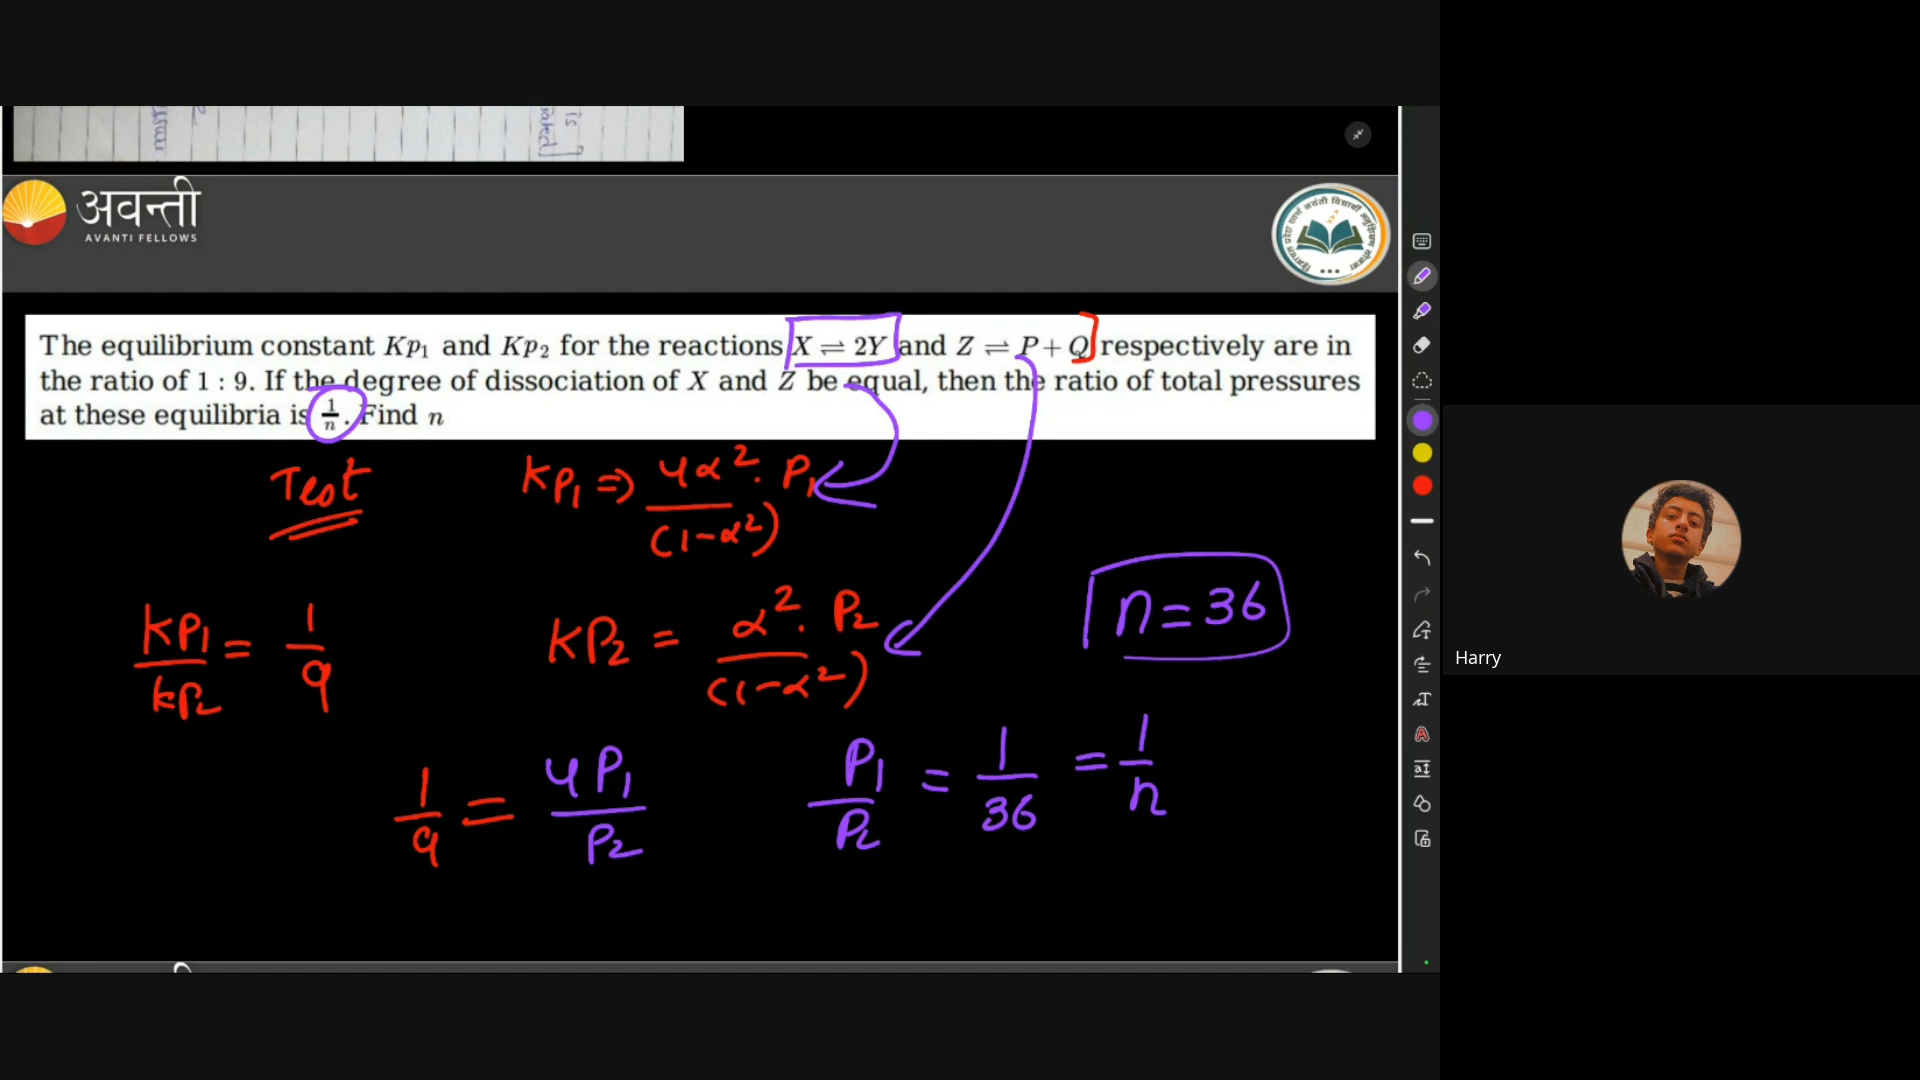 is
अवन्ती
AVANTI FELLOWS
The equilibrium constant Kp₁ and Kp₂ for the reactions X ⇌ 2Y and Z ⇌ P + Q respectively are in
the ratio of 1 : 9. If the degree of dissociation of X and Z be equal, then the ratio of total pressures
at these equilibria is 1/n. Find n
Test
KP₁ ⇒ 4α². P₁ / (1-α²)
KP₁ / KP₂ = 1/9
KP₂ = α². P₂ / (1-α²)
n = 36
1/9 = 4P₁ / P₂
P₁ / P₂ = 1/36 = 1/n
Harry